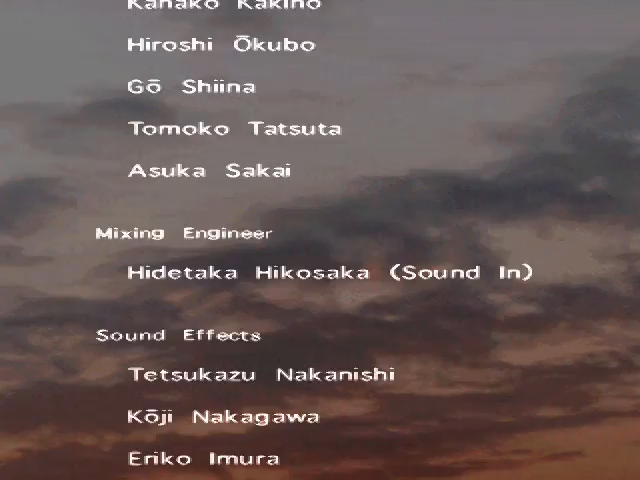 Kanako Kakino
Hiroshi Ōkubo
Gō Shiina
Tomoko Tatsuta
Asuka Sakai
Mixing Engineer
Hidetaka Hikosaka (Sound In)
Sound Effects
Tetsukazu Nakanishi
Kōji Nakagawa
Eriko Imura